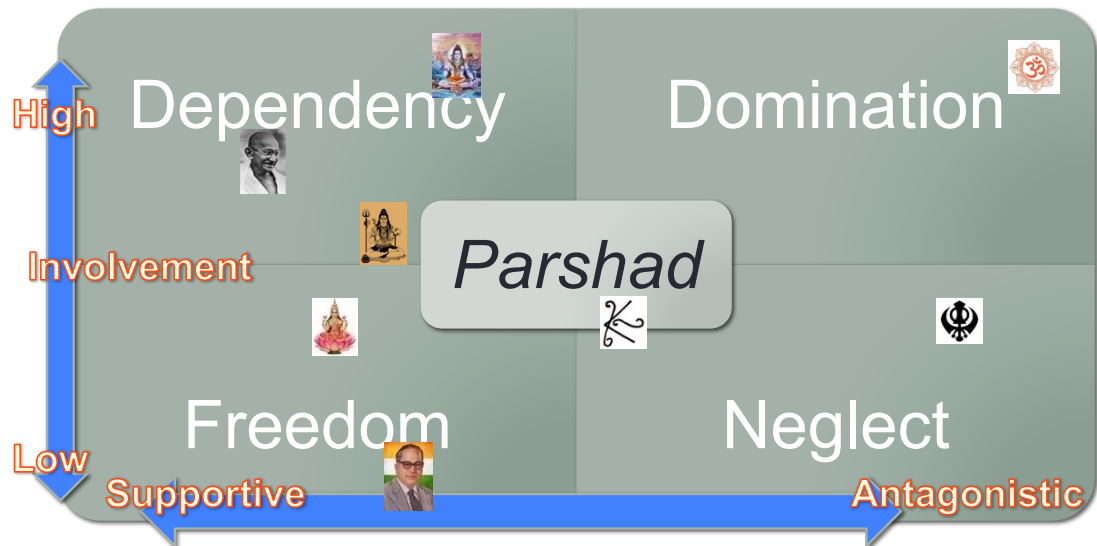 Dependency
Domination
High
Parshad
Involvement
Freedom
Neglect
Low
Supportive
Antagonistic
ॐ